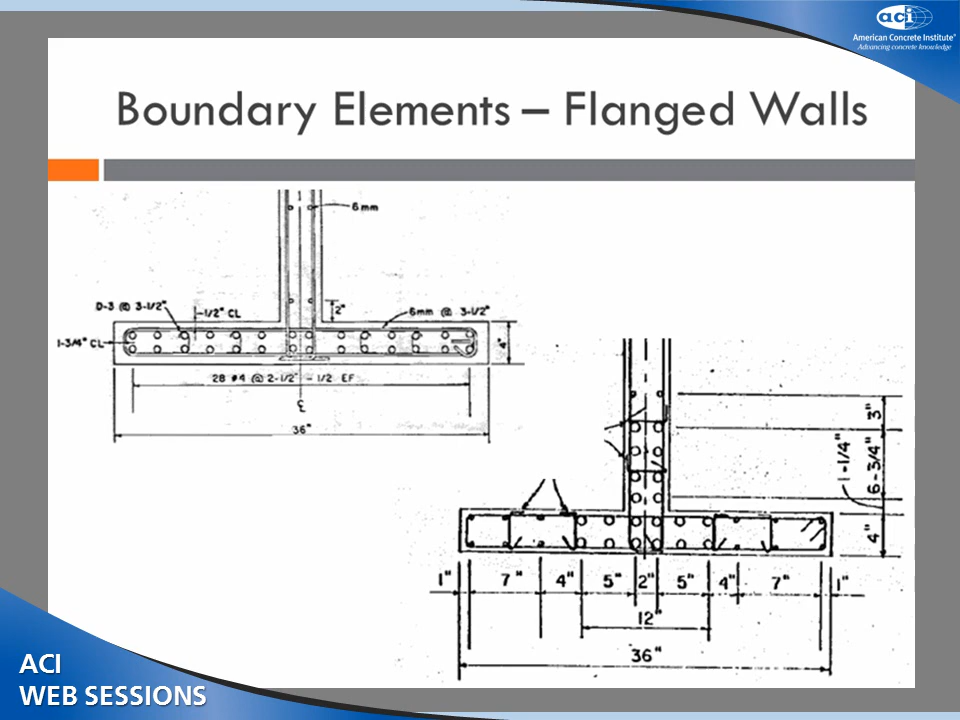 aci
American Concrete Institute®
Advancing concrete knowledge
Boundary Elements – Flanged Walls
6mm
D-3 @ 3-1/2"
1/2" CL
2"
6mm @ 3-1/2"
1-3/4" CL
4"
28 #4 @ 2-1/2" - 1/2 EF
℄
36"
3"
1-1/4"
6-3/4"
4"
1" 7" 4" 5" 2" 5" 4" 7" 1"
12"
36"
ACI
WEB SESSIONS